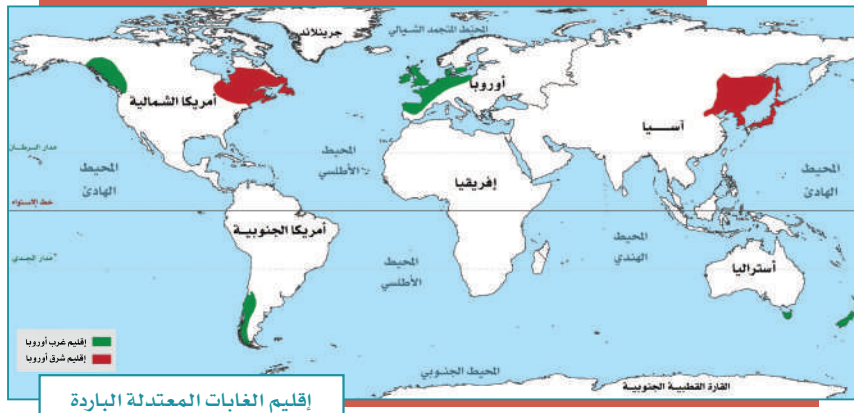 المحيط المتجمد الشمالي
جرينلاند
أوروبا
أمريكا الشمالية
آســـيا
المحيط
الأطلسي
مدار السرطان
المحيط
الهادئ
إفريقيا
المحيط
الهادئ
خط الإستواء
أمريكا الجنوبية
المحيط
الهندي
المحيط
الأطلسي
مدار الجدي
أستراليا
إقليم غرب أوروبا
إقليم شرق أوروبا
المحيط الجنوبي
القارة القطبية الجنوبية
إقليم الغابات المعتدلة الباردة